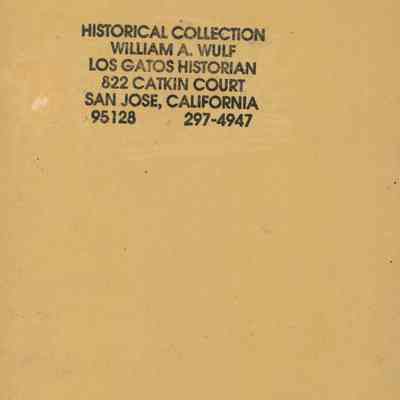 HISTORICAL COLLECTION
WILLIAM A. WULF
LOS GATOS HISTORIAN
822 CATKIN COURT
SAN JOSE, CALIFORNIA
95128 297-4947